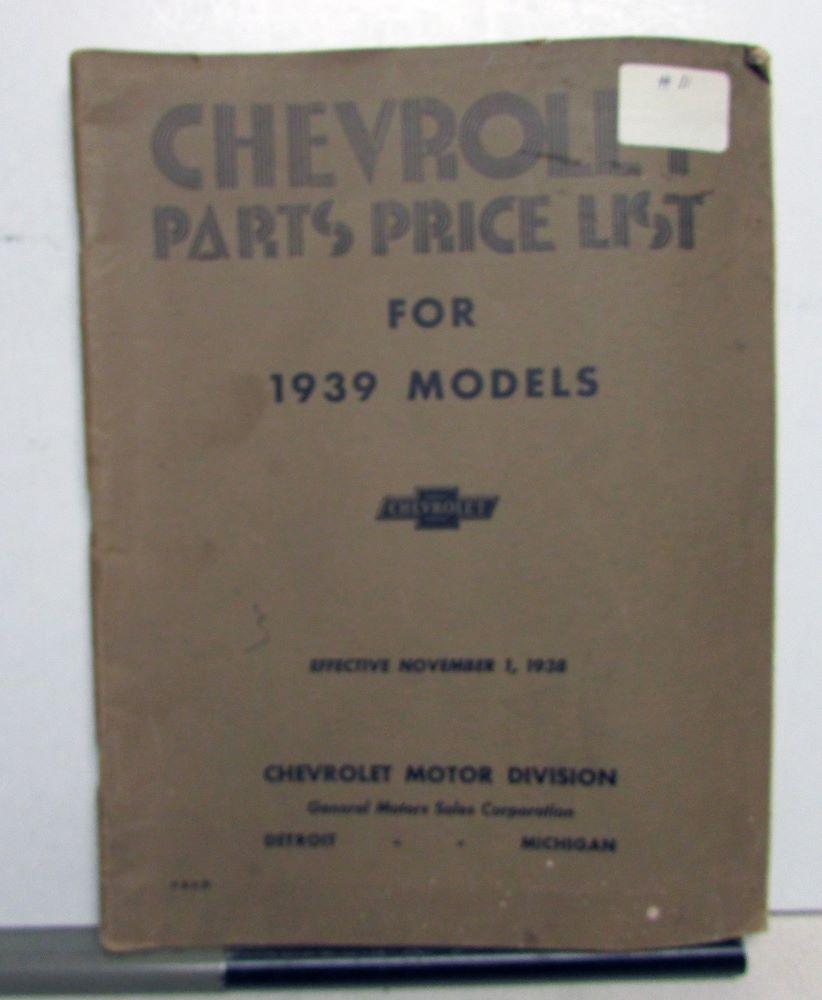 # 11
CHEVROLET
PARTS PRICE LIST
FOR
1939 MODELS
CHEVROLET
EFFECTIVE NOVEMBER 1, 1938
CHEVROLET MOTOR DIVISION
General Motors Sales Corporation
DETROIT - - MICHIGAN